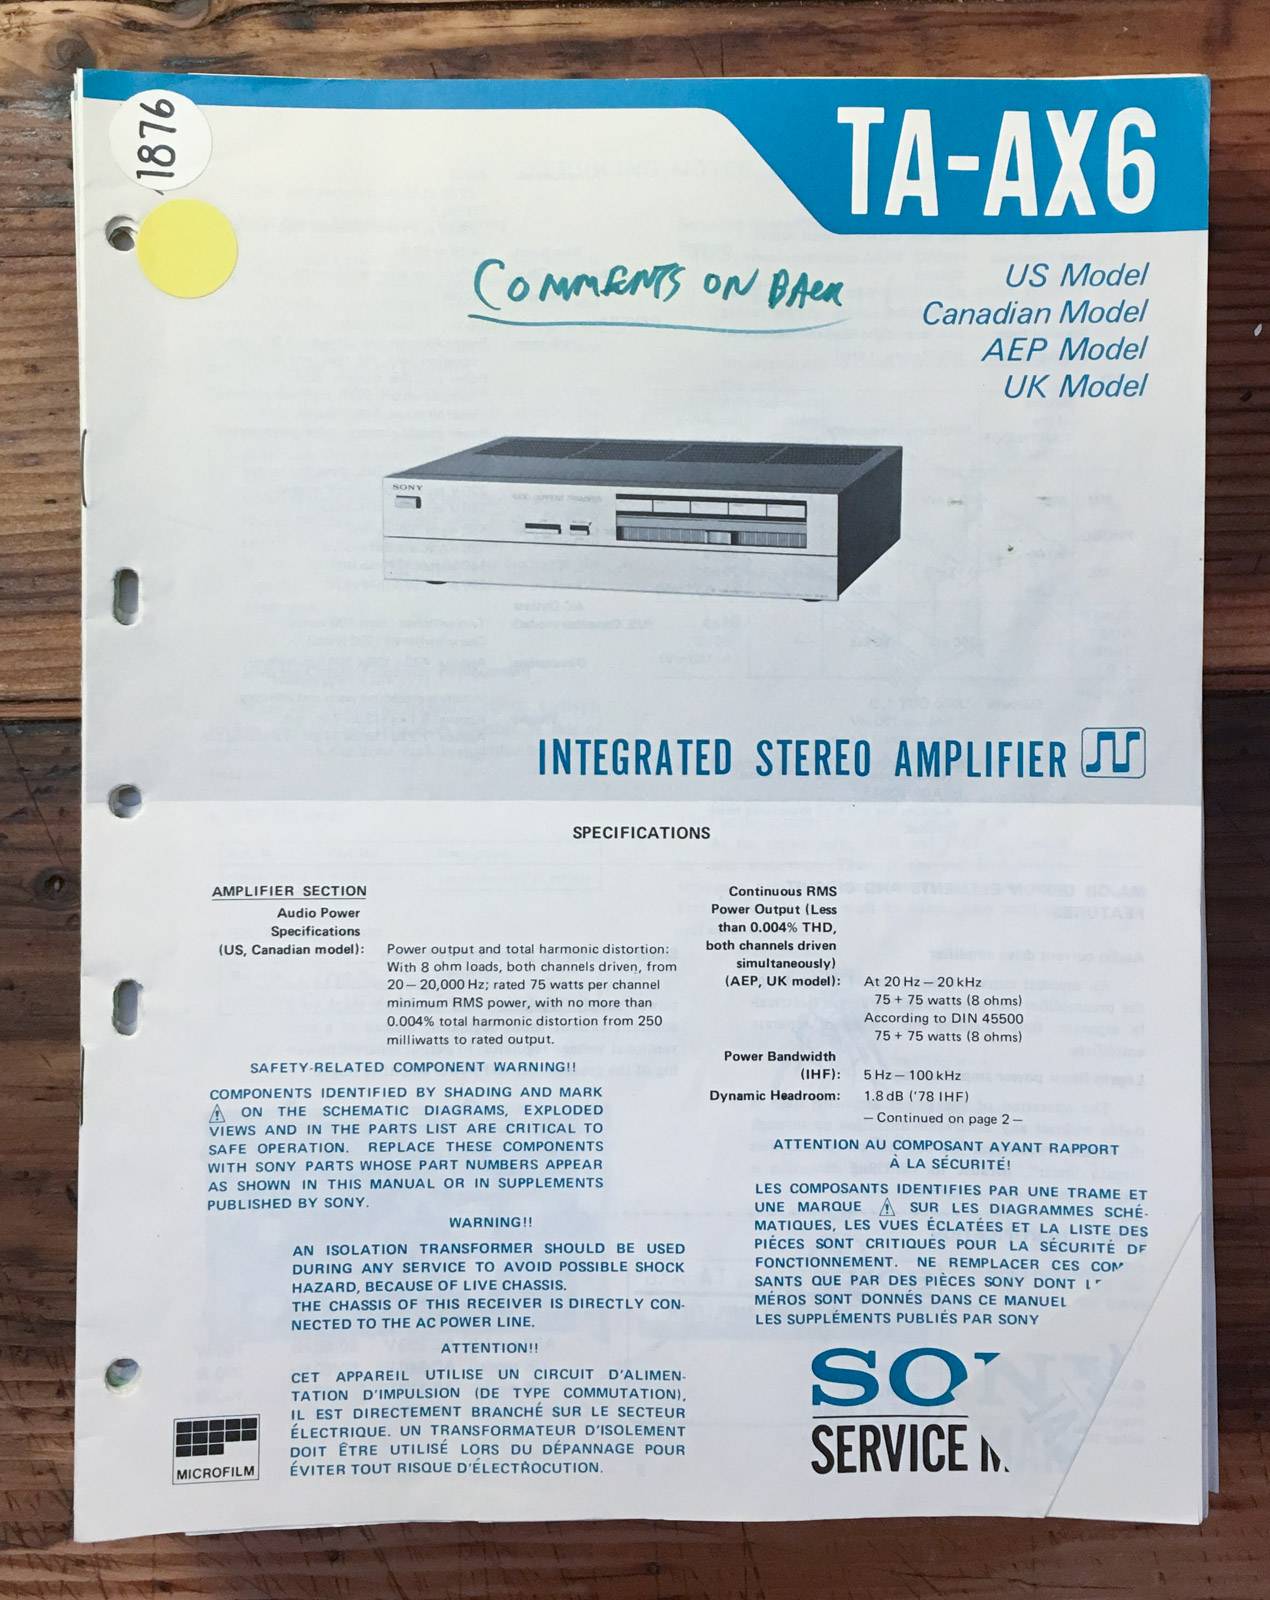 1876
TA-AX6
COMMENTS ON BACK
US Model
Canadian Model
AEP Model
UK Model
SONY
INTEGRATED STEREO AMPLIFIER
SPECIFICATIONS
AMPLIFIER SECTION
Audio Power
Specifications
(US, Canadian model): Power output and total harmonic distortion:
With 8 ohm loads, both channels driven, from
20 – 20,000 Hz; rated 75 watts per channel
minimum RMS power, with no more than
0.004% total harmonic distortion from 250
milliwatts to rated output.
SAFETY-RELATED COMPONENT WARNING!!
COMPONENTS IDENTIFIED BY SHADING AND MARK
⚠ ON THE SCHEMATIC DIAGRAMS, EXPLODED
VIEWS AND IN THE PARTS LIST ARE CRITICAL TO
SAFE OPERATION. REPLACE THESE COMPONENTS
WITH SONY PARTS WHOSE PART NUMBERS APPEAR
AS SHOWN IN THIS MANUAL OR IN SUPPLEMENTS
PUBLISHED BY SONY.
WARNING!!
AN ISOLATION TRANSFORMER SHOULD BE USED
DURING ANY SERVICE TO AVOID POSSIBLE SHOCK
HAZARD, BECAUSE OF LIVE CHASSIS.
THE CHASSIS OF THIS RECEIVER IS DIRECTLY CON-
NECTED TO THE AC POWER LINE.
ATTENTION!!
CET APPAREIL UTILISE UN CIRCUIT D'ALIMEN-
TATION D'IMPULSION (DE TYPE COMMUTATION),
IL EST DIRECTEMENT BRANCHÉ SUR LE SECTEUR
ÉLECTRIQUE. UN TRANSFORMATEUR D'ISOLEMENT
DOIT ÊTRE UTILISÉ LORS DU DÉPANNAGE POUR
ÉVITER TOUT RISQUE D'ÉLECTROCUTION.
MICROFILM
Continuous RMS
Power Output (Less
than 0.004% THD,
both channels driven
simultaneously)
(AEP, UK model): At 20 Hz – 20 kHz
75 + 75 watts (8 ohms)
According to DIN 45500
75 + 75 watts (8 ohms)
Power Bandwidth
(IHF): 5 Hz – 100 kHz
Dynamic Headroom: 1.8 dB ('78 IHF)
– Continued on page 2 –
ATTENTION AU COMPOSANT AYANT RAPPORT
À LA SÉCURITÉ!
LES COMPOSANTS IDENTIFIES PAR UNE TRAME ET
UNE MARQUE ⚠ SUR LES DIAGRAMMES SCHÉ-
MATIQUES, LES VUES ÉCLATÉES ET LA LISTE DES
PIÈCES SONT CRITIQUES POUR LA SÉCURITÉ DE
FONCTIONNEMENT. NE REMPLACER CES COM
SANTS QUE PAR DES PIÈCES SONY DONT L
MÉROS SONT DONNÉS DANS CE MANUEL
LES SUPPLÉMENTS PUBLIÉS PAR SONY
SO
SERVICE